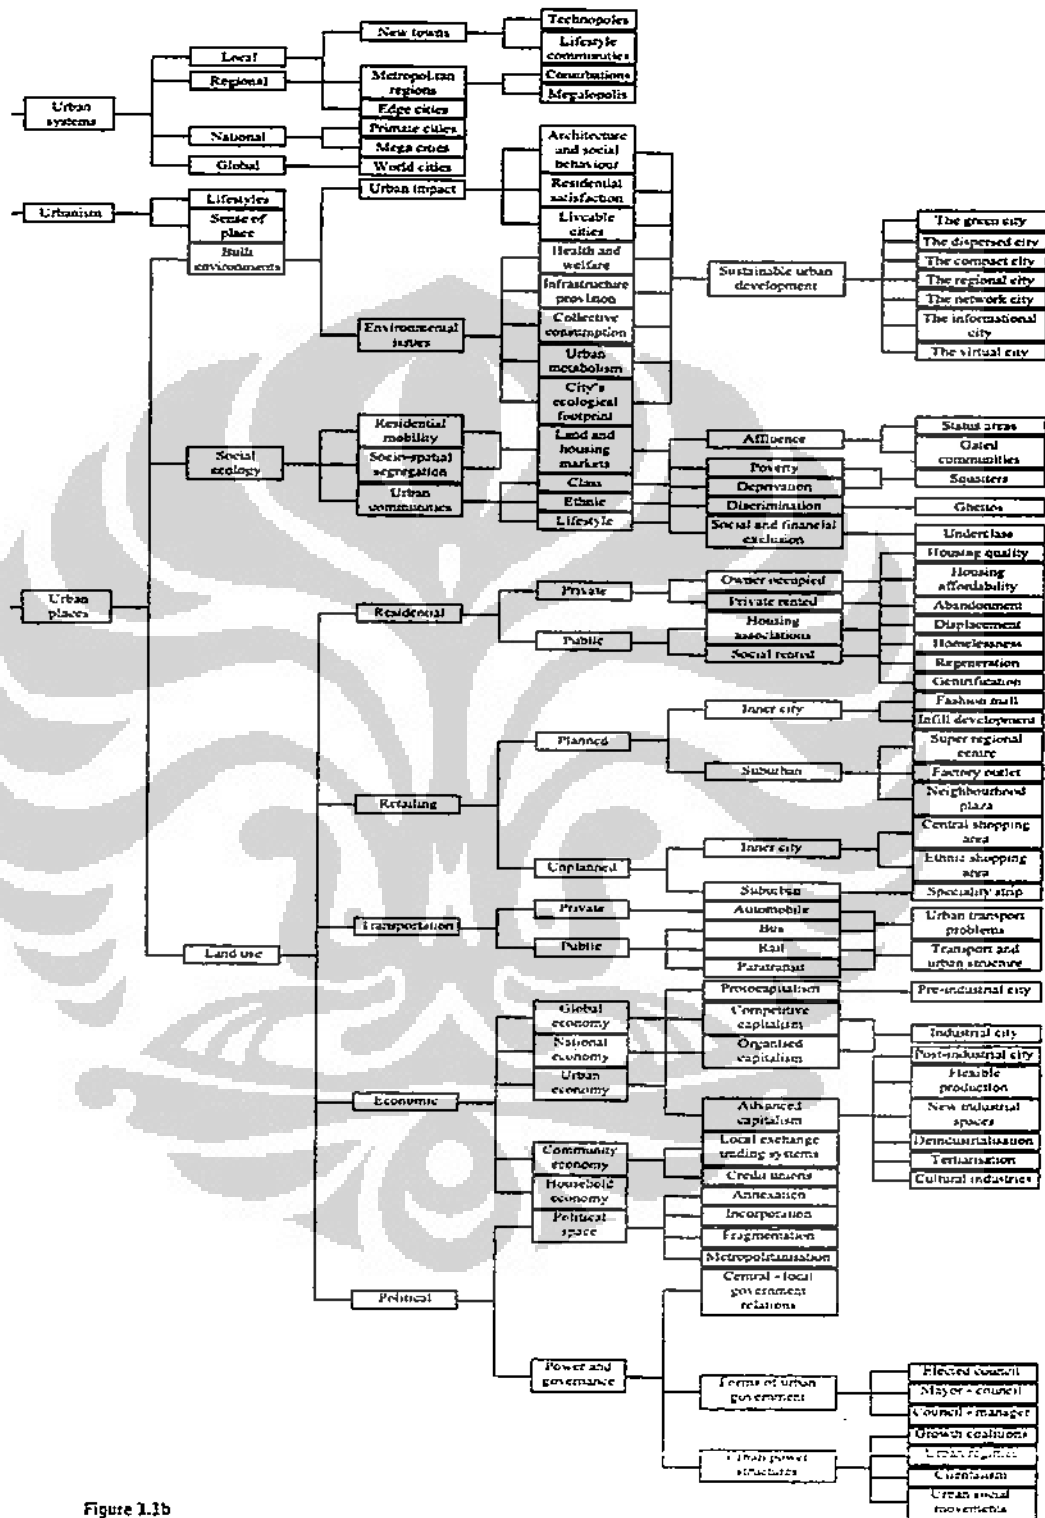 Urban
systems
Local
Regional
National
Global
New towns
Metropolitan
regions
Edge cities
Primate cities
Mega cities
World cities
Technopoles
Lifestyle
communities
Conurbations
Megalopolis
Urbanism
Lifestyles
Sense of
place
Built
environments
Urban impact
Environmental
issues
Architecture
and social
behaviour
Residential
satisfaction
Liveable
cities
Health and
welfare
Infrastructure
provision
Collective
consumption
Urban
metabolism
City's
ecological
footprint
Sustainable urban
development
The green city
The dispersed city
The compact city
The regional city
The network city
The informational
city
The virtual city
Urban
places
Social
ecology
Residential
mobility
Socio-spatial
segregation
Urban
communities
Land and
housing
markets
Class
Ethnic
Lifestyle
Affluence
Poverty
Deprivation
Discrimination
Social and financial
exclusion
Status areas
Gated
communities
Squatters
Ghettos
Underclass
Land use
Residential
Private
Public
Owner occupied
Private rented
Housing
associations
Social rented
Housing quality
Housing
affordability
Abandonment
Displacement
Homelessness
Regeneration
Gentrification
Retailing
Planned
Unplanned
Inner city
Suburban
Inner city
Suburban
Fashion mall
Infill development
Super regional
centre
Factory outlet
Neighbourhood
plaza
Central shopping
area
Ethnic shopping
area
Speciality strip
Transportation
Private
Public
Automobile
Bus
Rail
Paratransit
Urban transport
problems
Transport and
urban structure
Economic
Global
economy
National
economy
Urban
economy
Community
economy
Household
economy
Protocapitalism
Competitive
capitalism
Organised
capitalism
Advanced
capitalism
Local exchange
trading systems
Credit unions
Pre-industrial city
Industrial city
Post-industrial city
Flexible
production
New industrial
spaces
Deindustrialisation
Tertiarisation
Cultural industries
Political
Political
space
Power and
governance
Annexation
Incorporation
Fragmentation
Metropolitanisation
Central - local
government
relations
Forms of urban
government
Urban power
structures
Elected council
Mayor - council
Council - manager
Growth coalitions
Urban regimes
Clientalism
Urban social
movements
Figure 1.1b